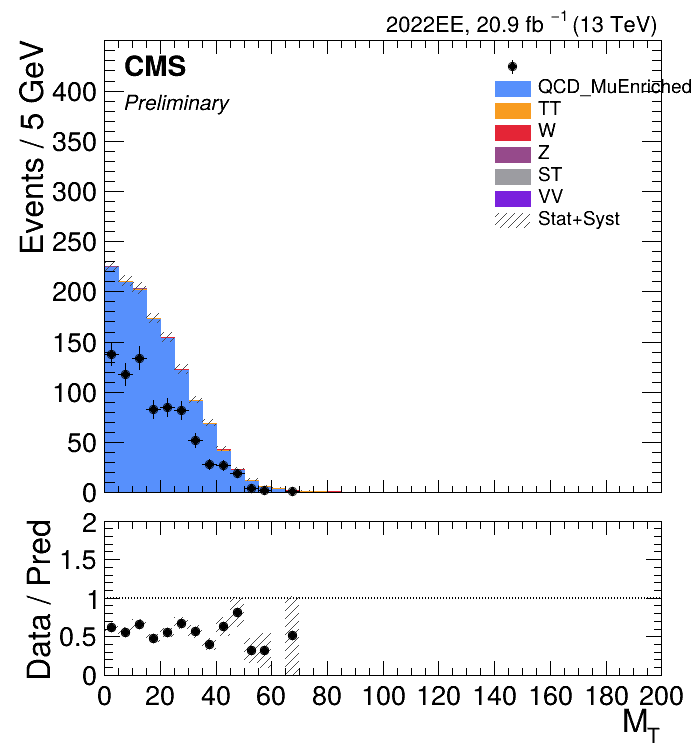 2022EE, 20.9 fb⁻¹ (13 TeV)
CMS
Preliminary
QCD_MuEnriched
TT
W
Z
ST
VV
Stat+Syst
Events / 5 GeV
400
350
300
250
200
150
100
50
0
Data / Pred
2
1.5
1
0.5
0
0 20 40 60 80 100 120 140 160 180 200
M_T